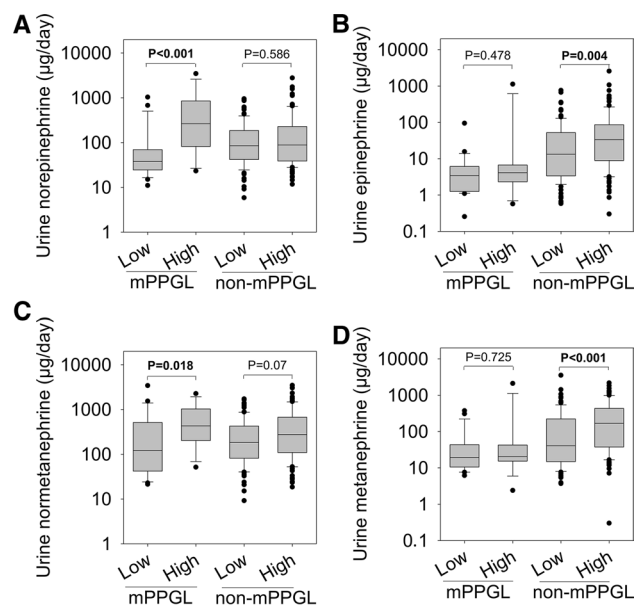 A
Urine norepinephrine (μg/day)
10000
1000
100
10
1
P<0.001
P=0.586
Low
High
Low
High
mPPGL
non-mPPGL
B
Urine epinephrine (μg/day)
10000
1000
100
10
1
0.1
P=0.478
P=0.004
Low
High
Low
High
mPPGL
non-mPPGL
C
Urine normetanephrine (μg/day)
10000
1000
100
10
1
P=0.018
P=0.07
Low
High
Low
High
mPPGL
non-mPPGL
D
Urine metanephrine (μg/day)
10000
1000
100
10
1
0.1
P=0.725
P<0.001
Low
High
Low
High
mPPGL
non-mPPGL